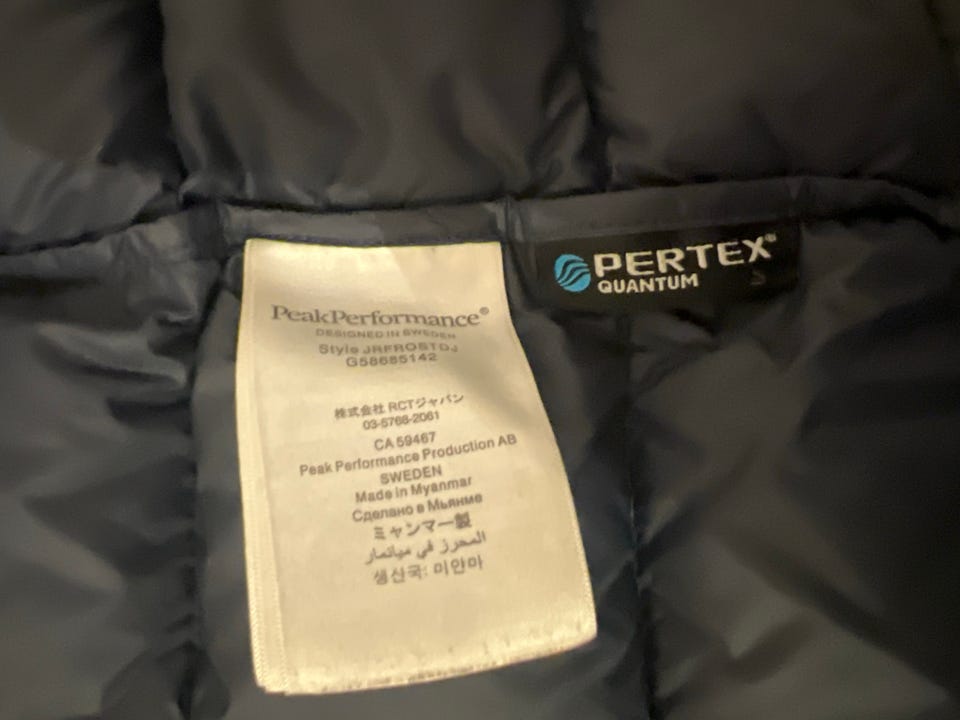 PeakPerformance®
DESIGNED IN SWEDEN
Style JRFROSTDJ
G58685142
株式会社 RCTジャパン
03-5768-2061
CA 59467
Peak Performance Production AB
SWEDEN
Made in Myanmar
Сделано в Мьянме
ミャンマー製
المحرز في ميانمار
생산국: 미얀마
PERTEX®
QUANTUM